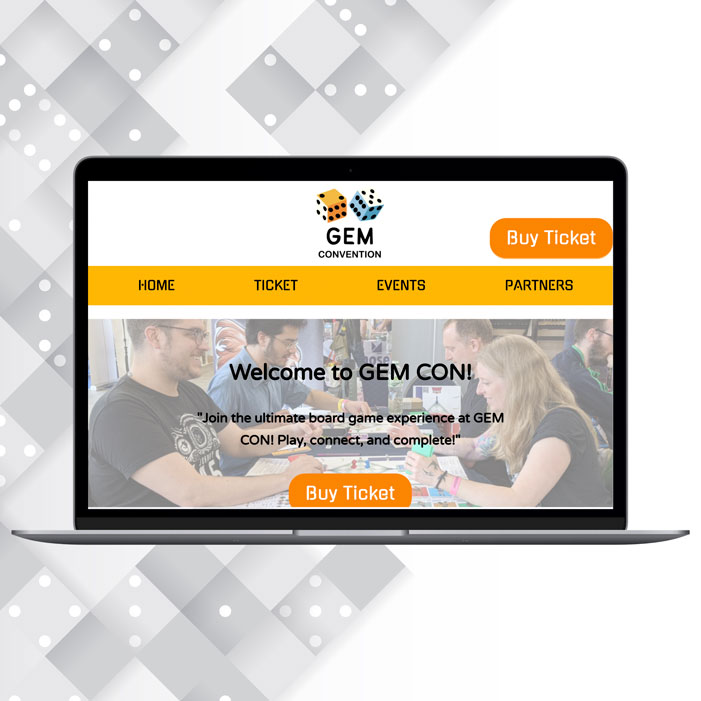 GEM
CONVENTION
Buy Ticket
HOME TICKET EVENTS PARTNERS
Welcome to GEM CON!
"Join the ultimate board game experience at GEM
CON! Play, connect, and complete!"
Buy Ticket